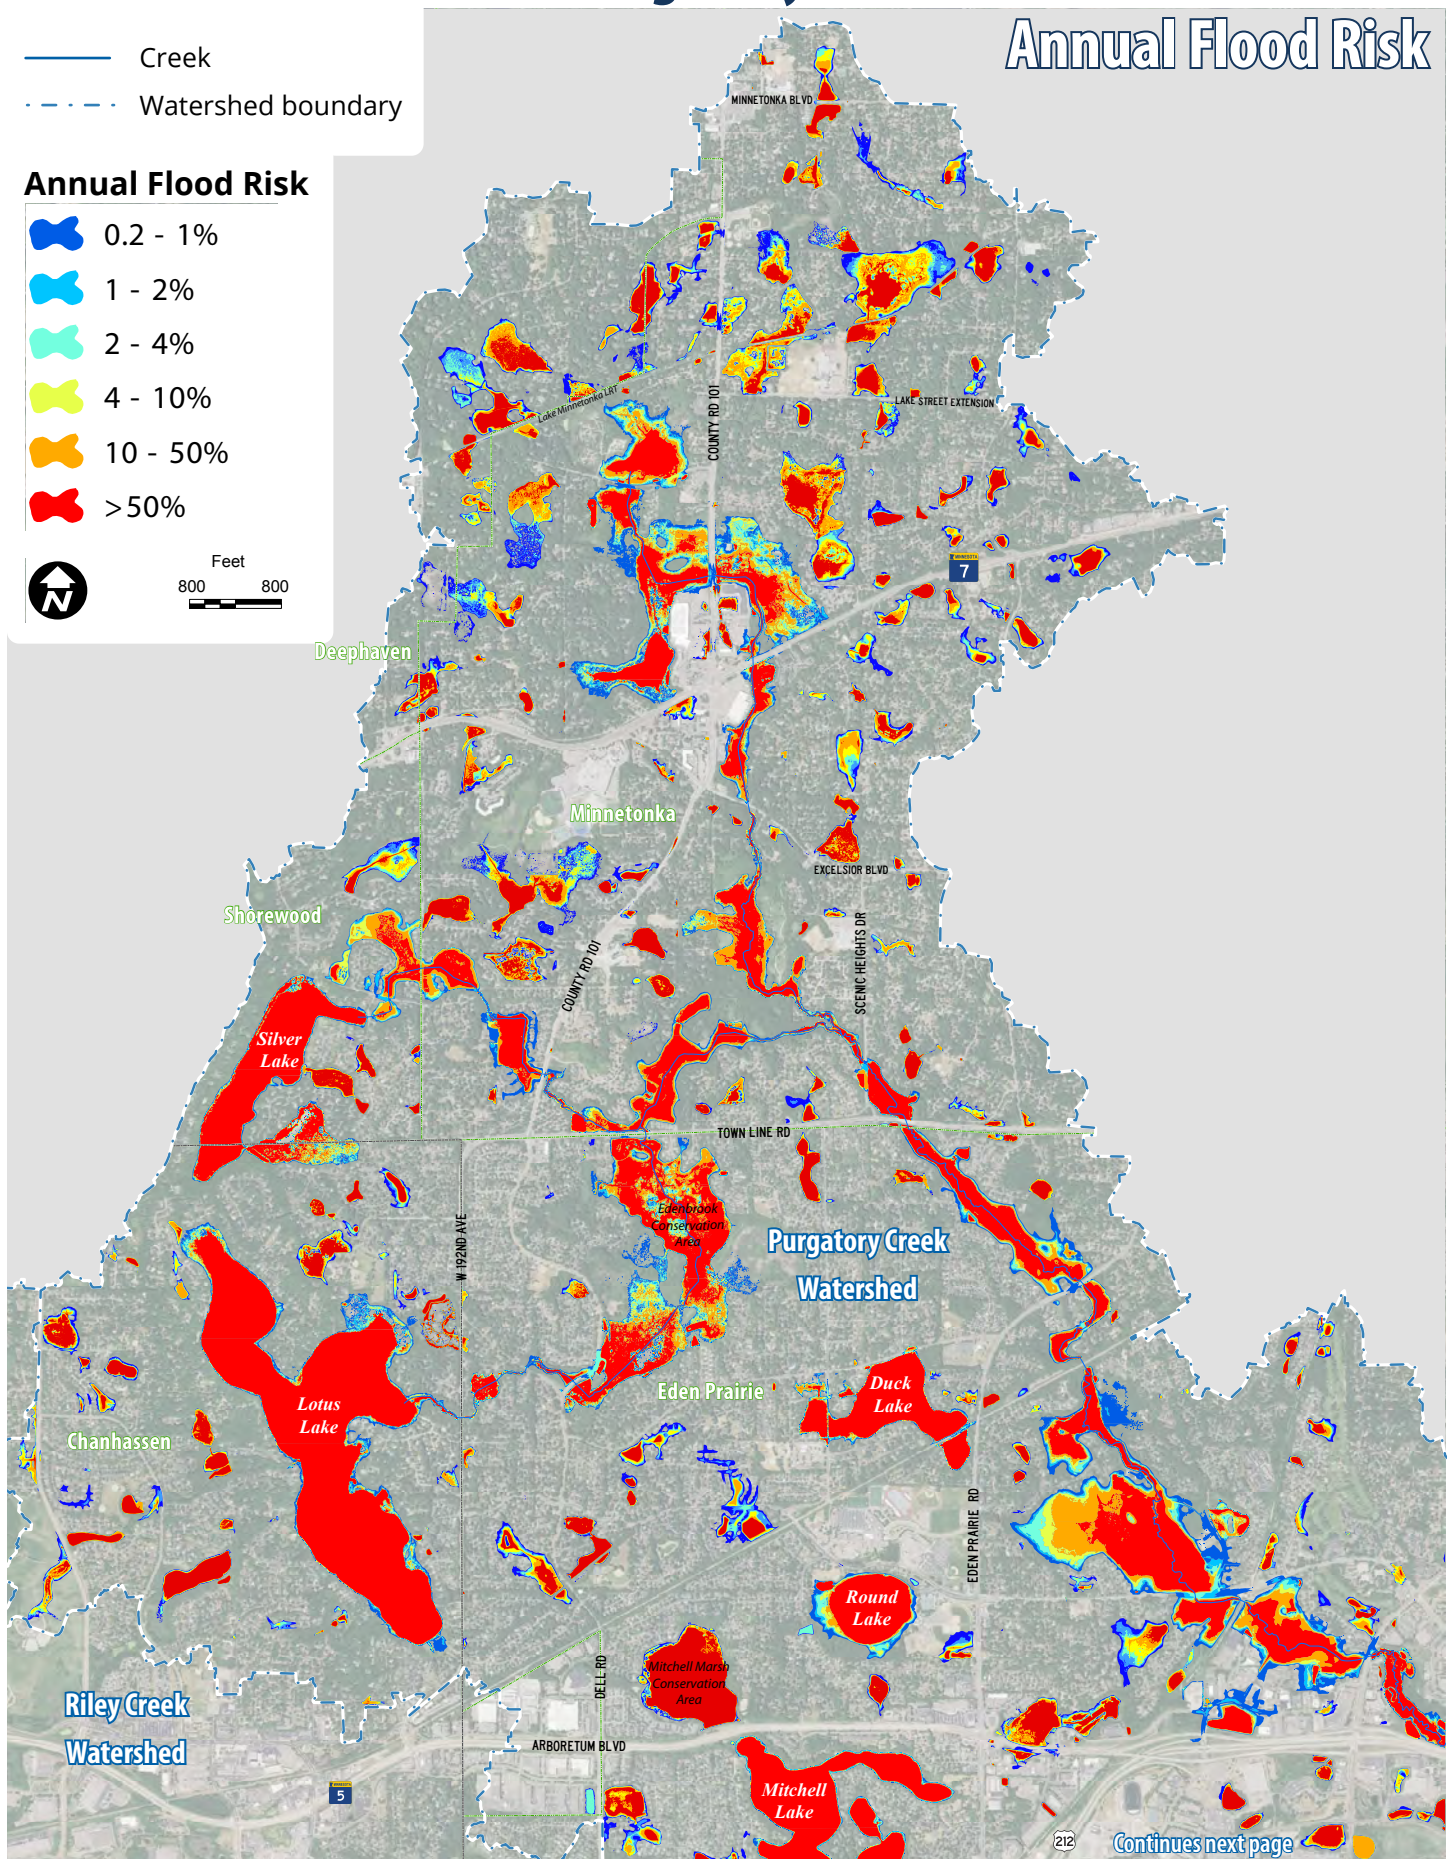 Annual Flood Risk
Creek
Watershed boundary
Annual Flood Risk
0.2 - 1%
1 - 2%
2 - 4%
4 - 10%
10 - 50%
>50%
N
Feet
800 800
MINNETONKA BLVD
COUNTY RD 101
Lake Minnetonka LRT
LAKE STREET EXTENSION
MINNESOTA
7
Deephaven
Minnetonka
EXCELSIOR BLVD
Shorewood
COUNTY RD 101
SCENIC HEIGHTS DR
Silver
Lake
TOWN LINE RD
W 192ND AVE
Edenbrook
Conservation
Area
Purgatory Creek
Watershed
Eden Prairie
Duck
Lake
Lotus
Lake
Chanhassen
EDEN PRAIRIE RD
Round
Lake
DELL RD
Mitchell Marsh
Conservation
Area
Riley Creek
Watershed
ARBORETUM BLVD
MINNESOTA
5
Mitchell
Lake
212
Continues next page